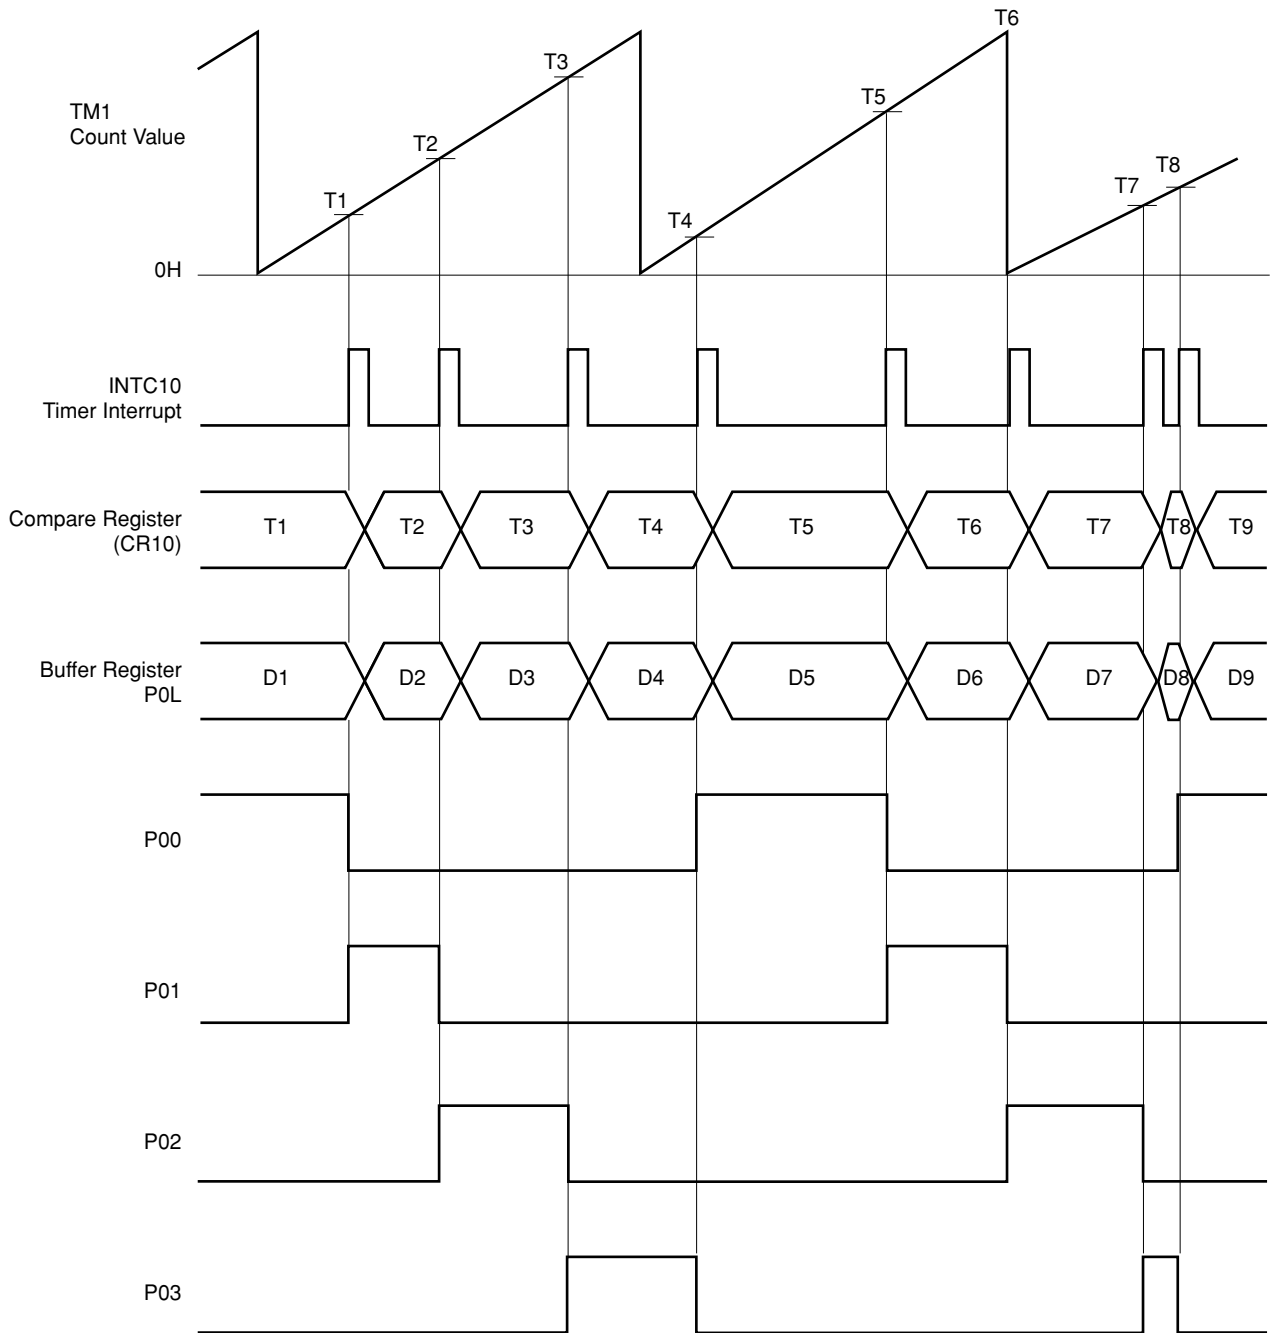 T6
T3
TM1
Count Value
T5
T2
T8
T7
T1
T4
0H
INTC10
Timer Interrupt
Compare Register
(CR10)
T1
T2
T3
T4
T5
T6
T7
T8
T9
Buffer Register
P0L
D1
D2
D3
D4
D5
D6
D7
D8
D9
P00
P01
P02
P03